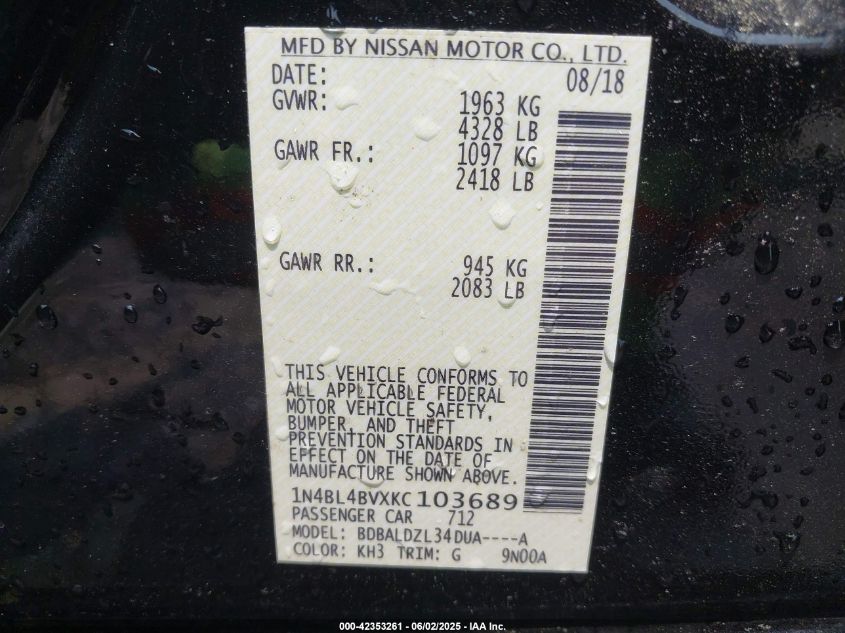 MFD BY NISSAN MOTOR CO., LTD.
DATE: 08/18
GVWR: 1963 KG
4328 LB
GAWR FR.: 1097 KG
2418 LB
GAWR RR.: 945 KG
2083 LB
THIS VEHICLE CONFORMS TO
ALL APPLICABLE FEDERAL
MOTOR VEHICLE SAFETY,
BUMPER, AND THEFT
PREVENTION STANDARDS IN
EFFECT ON THE DATE OF
MANUFACTURE SHOWN ABOVE.
1N4BL4BVXKC103689
PASSENGER CAR 712
MODEL: BDBALDZL34DUA----A
COLOR: KH3 TRIM: G 9N00A
000-42353261 - 06/02/2025 - IAA Inc.